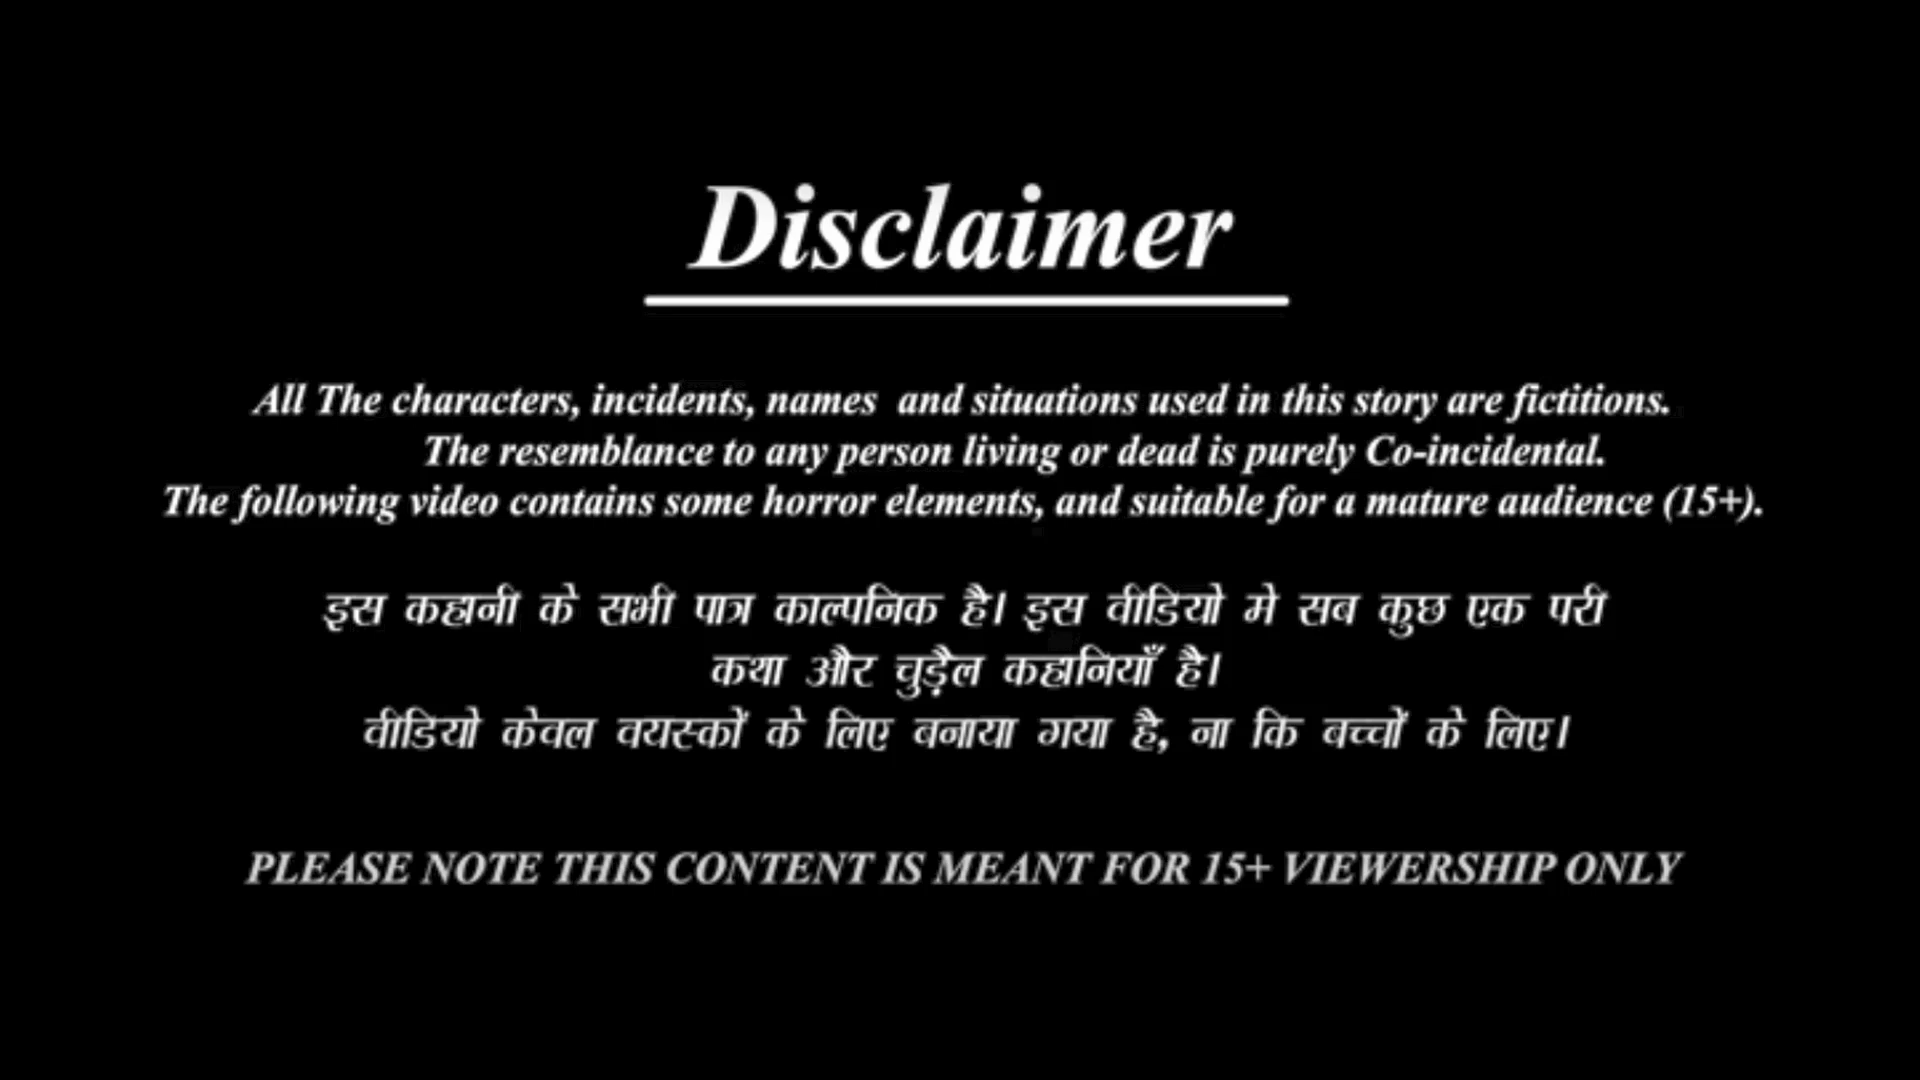 Disclaimer
All The characters, incidents, names and situations used in this story are fictitions.
The resemblance to any person living or dead is purely Co-incidental.
The following video contains some horror elements, and suitable for a mature audience (15+).
इस कहानी के सभी पात्र काल्पनिक है। इस वीडियो मे सब कुछ एक परी
कथा और चुड़ैल कहानियाँ है।
वीडियो केवल वयस्कों के लिए बनाया गया है, ना कि बच्चों के लिए।
PLEASE NOTE THIS CONTENT IS MEANT FOR 15+ VIEWERSHIP ONLY